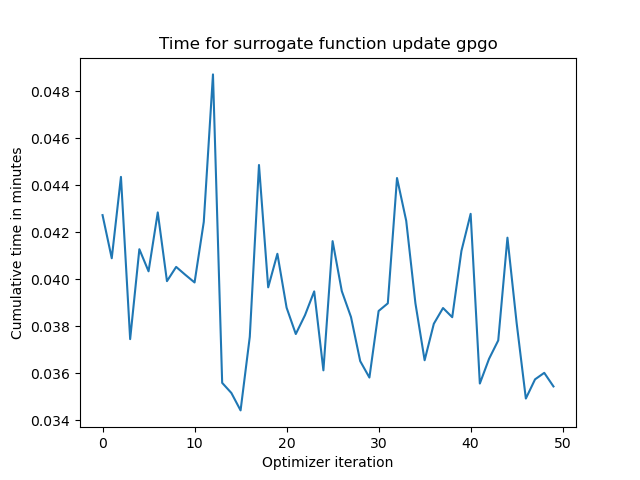 Time for surrogate function update gpgo
Cumulative time in minutes
0.048
0.046
0.044
0.042
0.040
0.038
0.036
0.034
0 10 20 30 40 50
Optimizer iteration